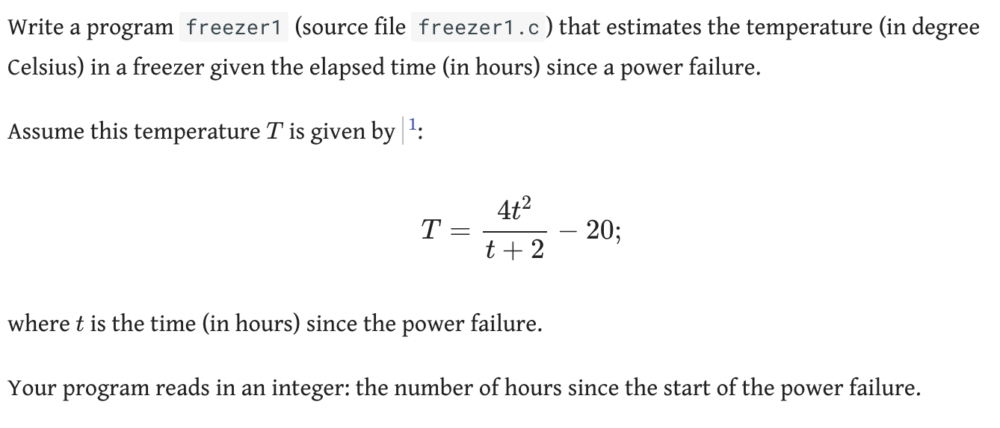 Write a program freezer1 (source file freezer1.c) that estimates the temperature (in degree
Celsius) in a freezer given the elapsed time (in hours) since a power failure.
Assume this temperature T is given by |1:
T = 4t²/(t + 2) − 20;
where t is the time (in hours) since the power failure.
Your program reads in an integer: the number of hours since the start of the power failure.